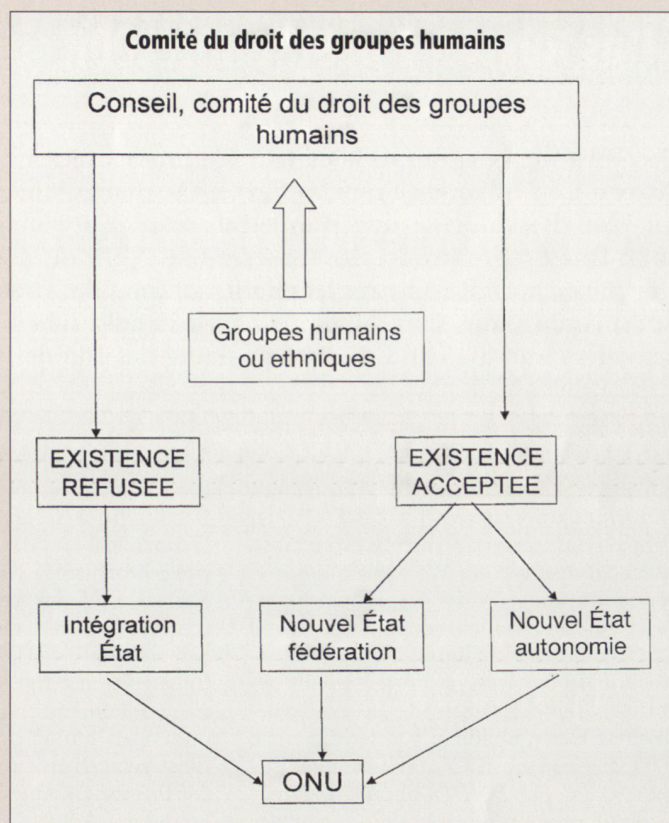 Comité du droit des groupes humains
Conseil, comité du droit des groupes
humains
Groupes humains
ou ethniques
EXISTENCE
REFUSEE
EXISTENCE
ACCEPTEE
Intégration
État
Nouvel État
fédération
Nouvel État
autonomie
ONU